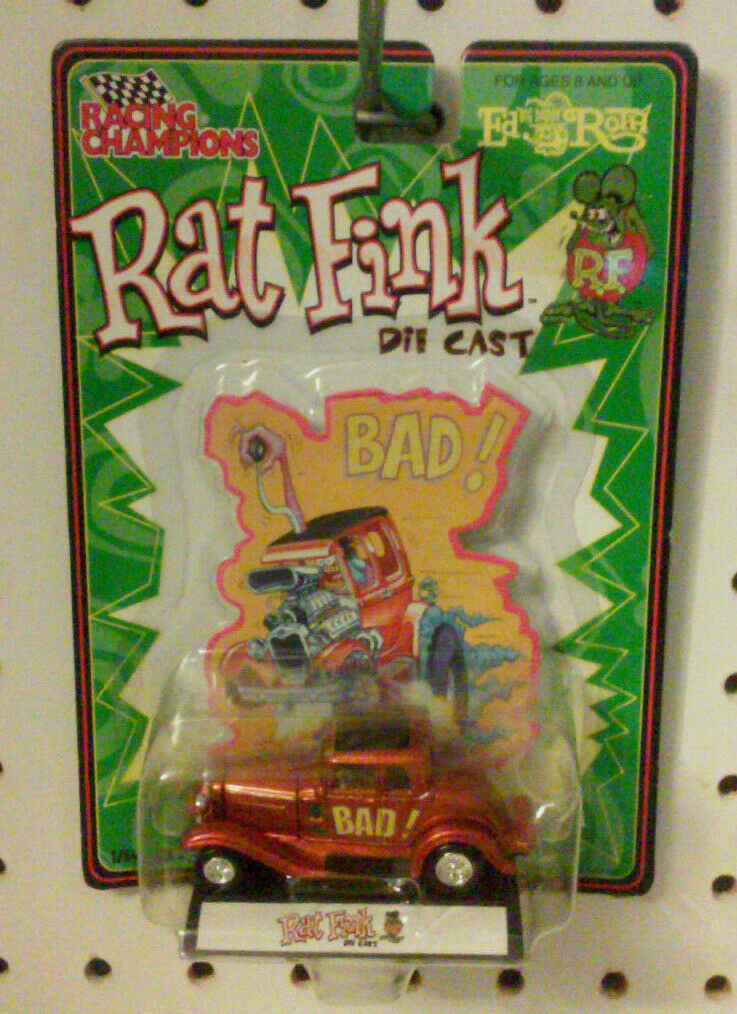 FOR AGES 8 AND UP
RACING
CHAMPIONS
Ed "Big Daddy" Roth
Rat Fink
DIE CAST
RF
BAD!
BAD!
Rat Fink
DIE CAST